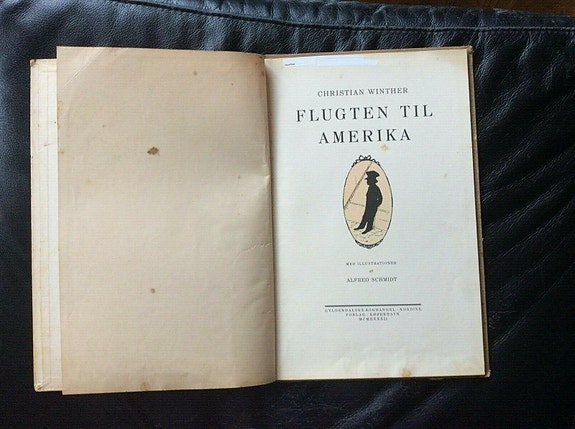 CHRISTIAN WINTHER
FLUGTEN TIL
AMERIKA
MED ILLUSTRATIONER
AF
ALFRED SCHMIDT
GYLDENDALSKE BOGHANDEL · NORDISK
FORLAG · KØBENHAVN